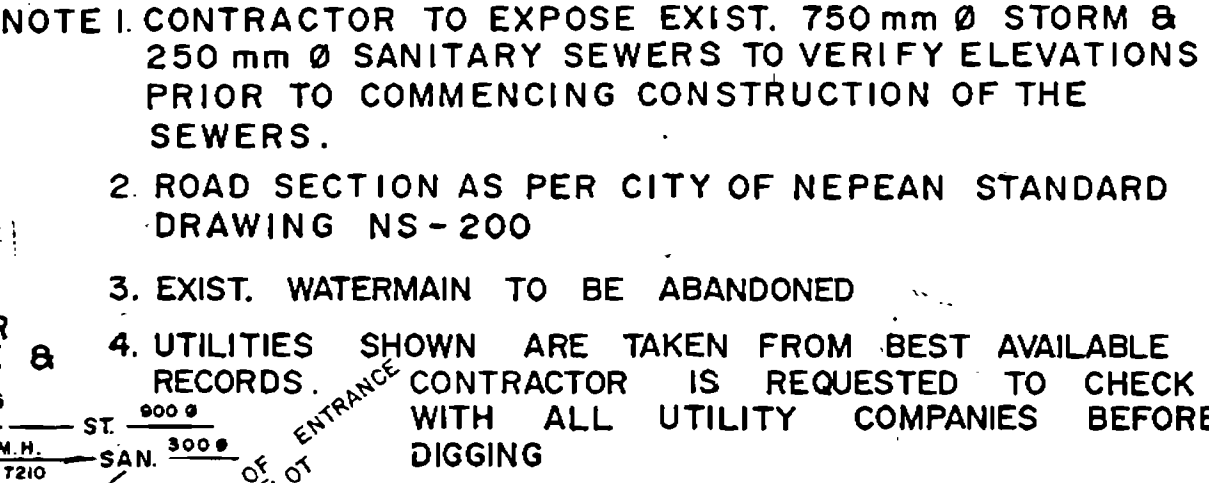 NOTE 1. CONTRACTOR TO EXPOSE EXIST. 750 mm Ø STORM &
250 mm Ø SANITARY SEWERS TO VERIFY ELEVATIONS
PRIOR TO COMMENCING CONSTRUCTION OF THE
SEWERS.
2. ROAD SECTION AS PER CITY OF NEPEAN STANDARD
DRAWING NS-200
3. EXIST. WATERMAIN TO BE ABANDONED
4. UTILITIES SHOWN ARE TAKEN FROM BEST AVAILABLE
RECORDS. CONTRACTOR IS REQUESTED TO CHECK
WITH ALL UTILITY COMPANIES BEFORE
DIGGING
&
ST. 900 Ø
M.H.
7210
SAN. 300 Ø
OF ENTRANCE
OT